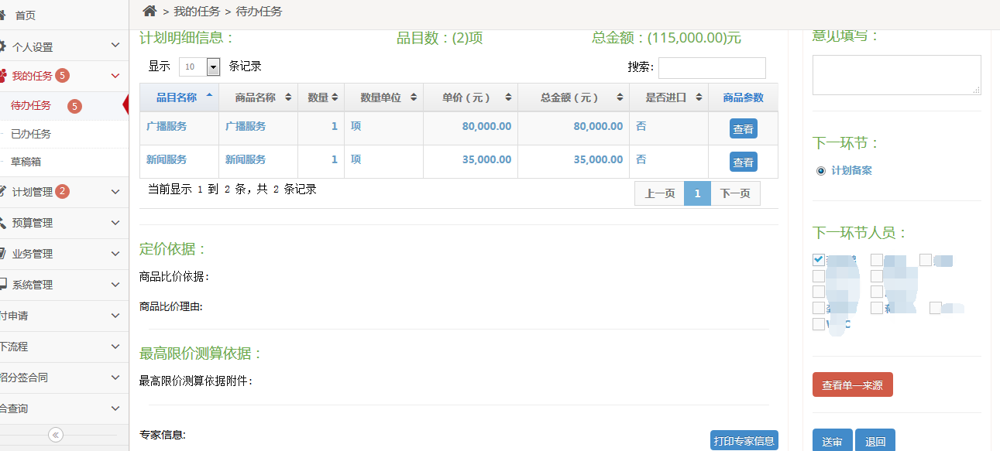 首页
个人设置
我的任务 5
待办任务 5
已办任务
草稿箱
计划管理 2
预算管理
业务管理
系统管理
付申请
下流程
招分签合同
合查询
«
> 我的任务 > 待办任务
计划明细信息： 品目数：(2)项 总金额：(115,000.00)元
显示 10 条记录 搜索:
品目名称 商品名称 数量 数量单位 单价（元） 总金额（元） 是否进口 商品参数
广播服务 广播服务 1 项 80,000.00 80,000.00 否 查看
新闻服务 新闻服务 1 项 35,000.00 35,000.00 否 查看
当前显示 1 到 2 条，共 2 条记录 上一页 1 下一页
定价依据：
商品比价依据:
商品比价理由:
最高限价测算依据：
最高限价测算依据附件:
专家信息: 打印专家信息
意见填写：
下一环节：
计划备案
下一环节人员：
查看单一来源
送审 退回